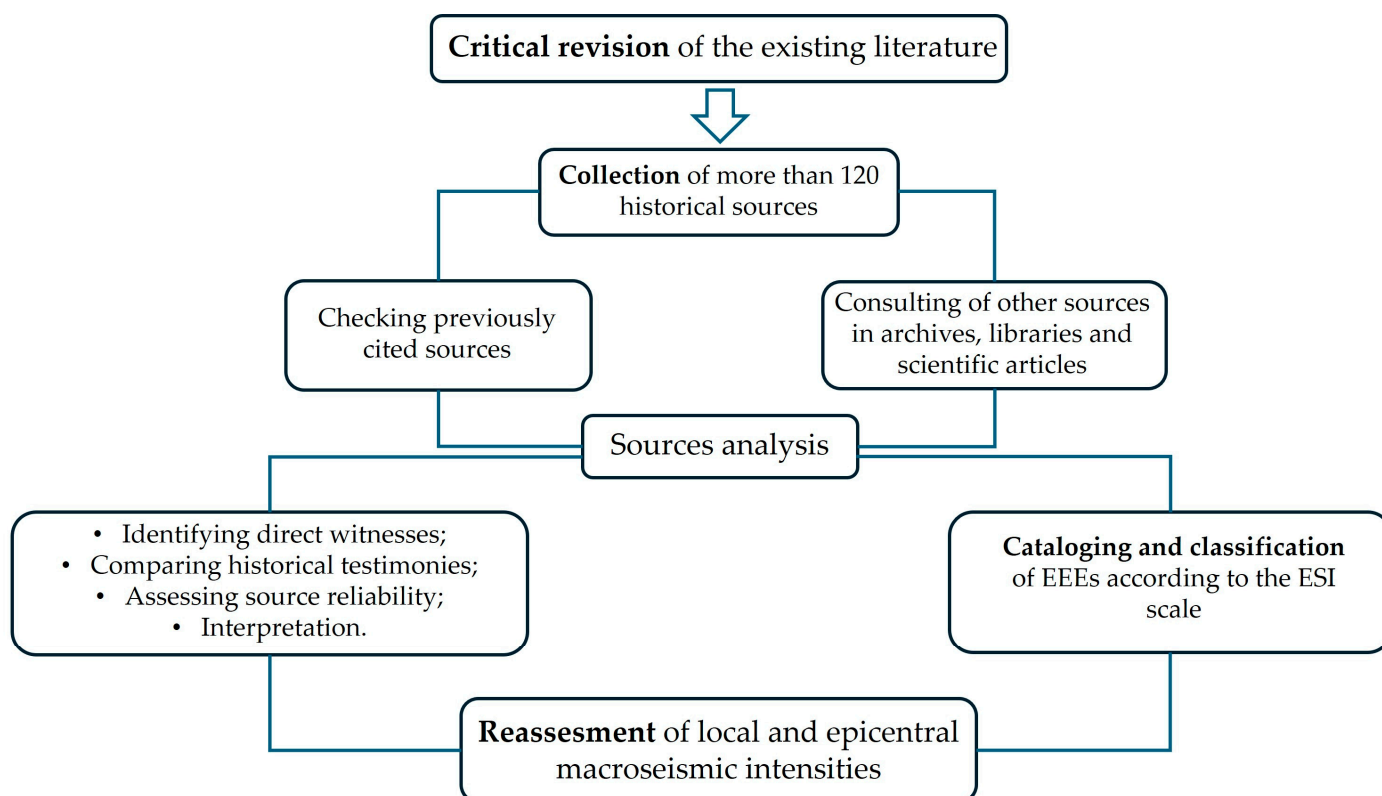 Critical revision of the existing literature
Collection of more than 120
historical sources
Checking previously
cited sources
Consulting of other sources
in archives, libraries and
scientific articles
Sources analysis
• Identifying direct witnesses;
• Comparing historical testimonies;
• Assessing source reliability;
• Interpretation.
Cataloging and classification
of EEEs according to the ESI
scale
Reassesment of local and epicentral
macroseismic intensities